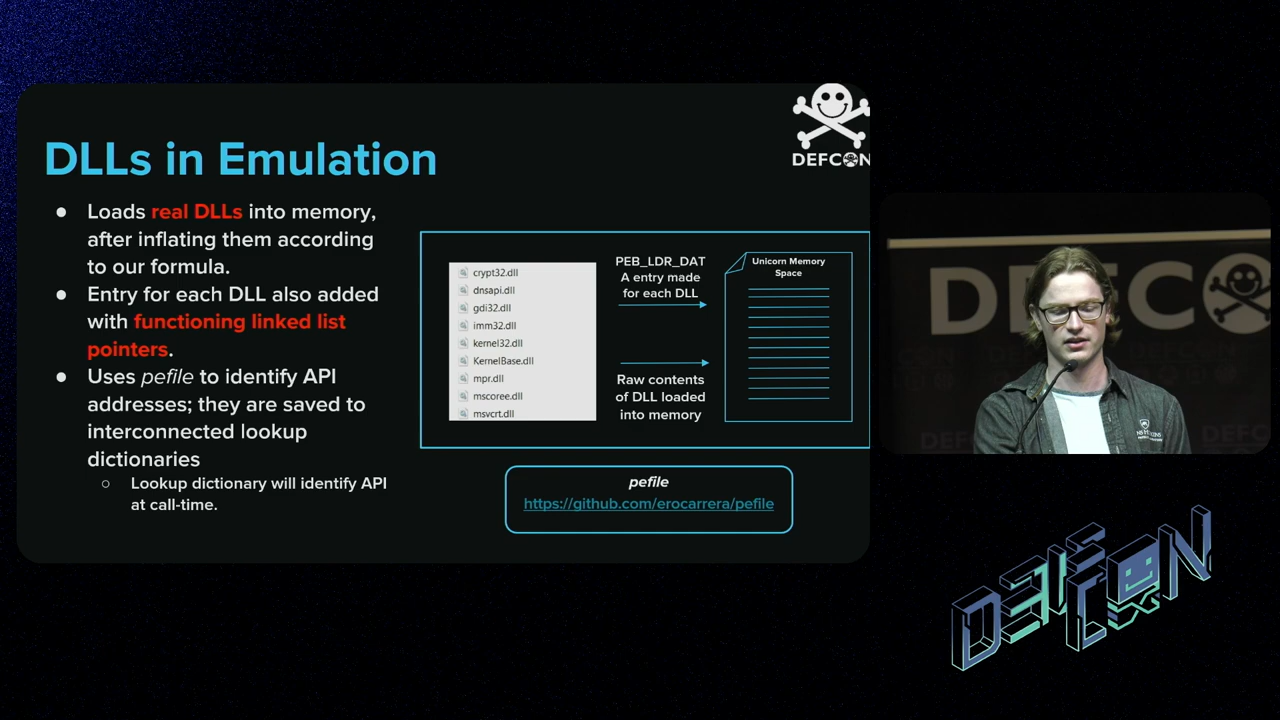 DEFCON
DLLs in Emulation
● Loads real DLLs into memory,
after inflating them according
to our formula.
● Entry for each DLL also added
with functioning linked list
pointers.
● Uses pefile to identify API
addresses; they are saved to
interconnected lookup
dictionaries
○ Lookup dictionary will identify API
at call-time.
crypt32.dll
dnsapi.dll
gdi32.dll
imm32.dll
kernel32.dll
KernelBase.dll
mpr.dll
mscoree.dll
msvcrt.dll
PEB_LDR_DAT
A entry made
for each DLL
Raw contents
of DLL loaded
into memory
Unicorn Memory
Space
pefile
https://github.com/erocarrera/pefile
DEFCO
DEFCON